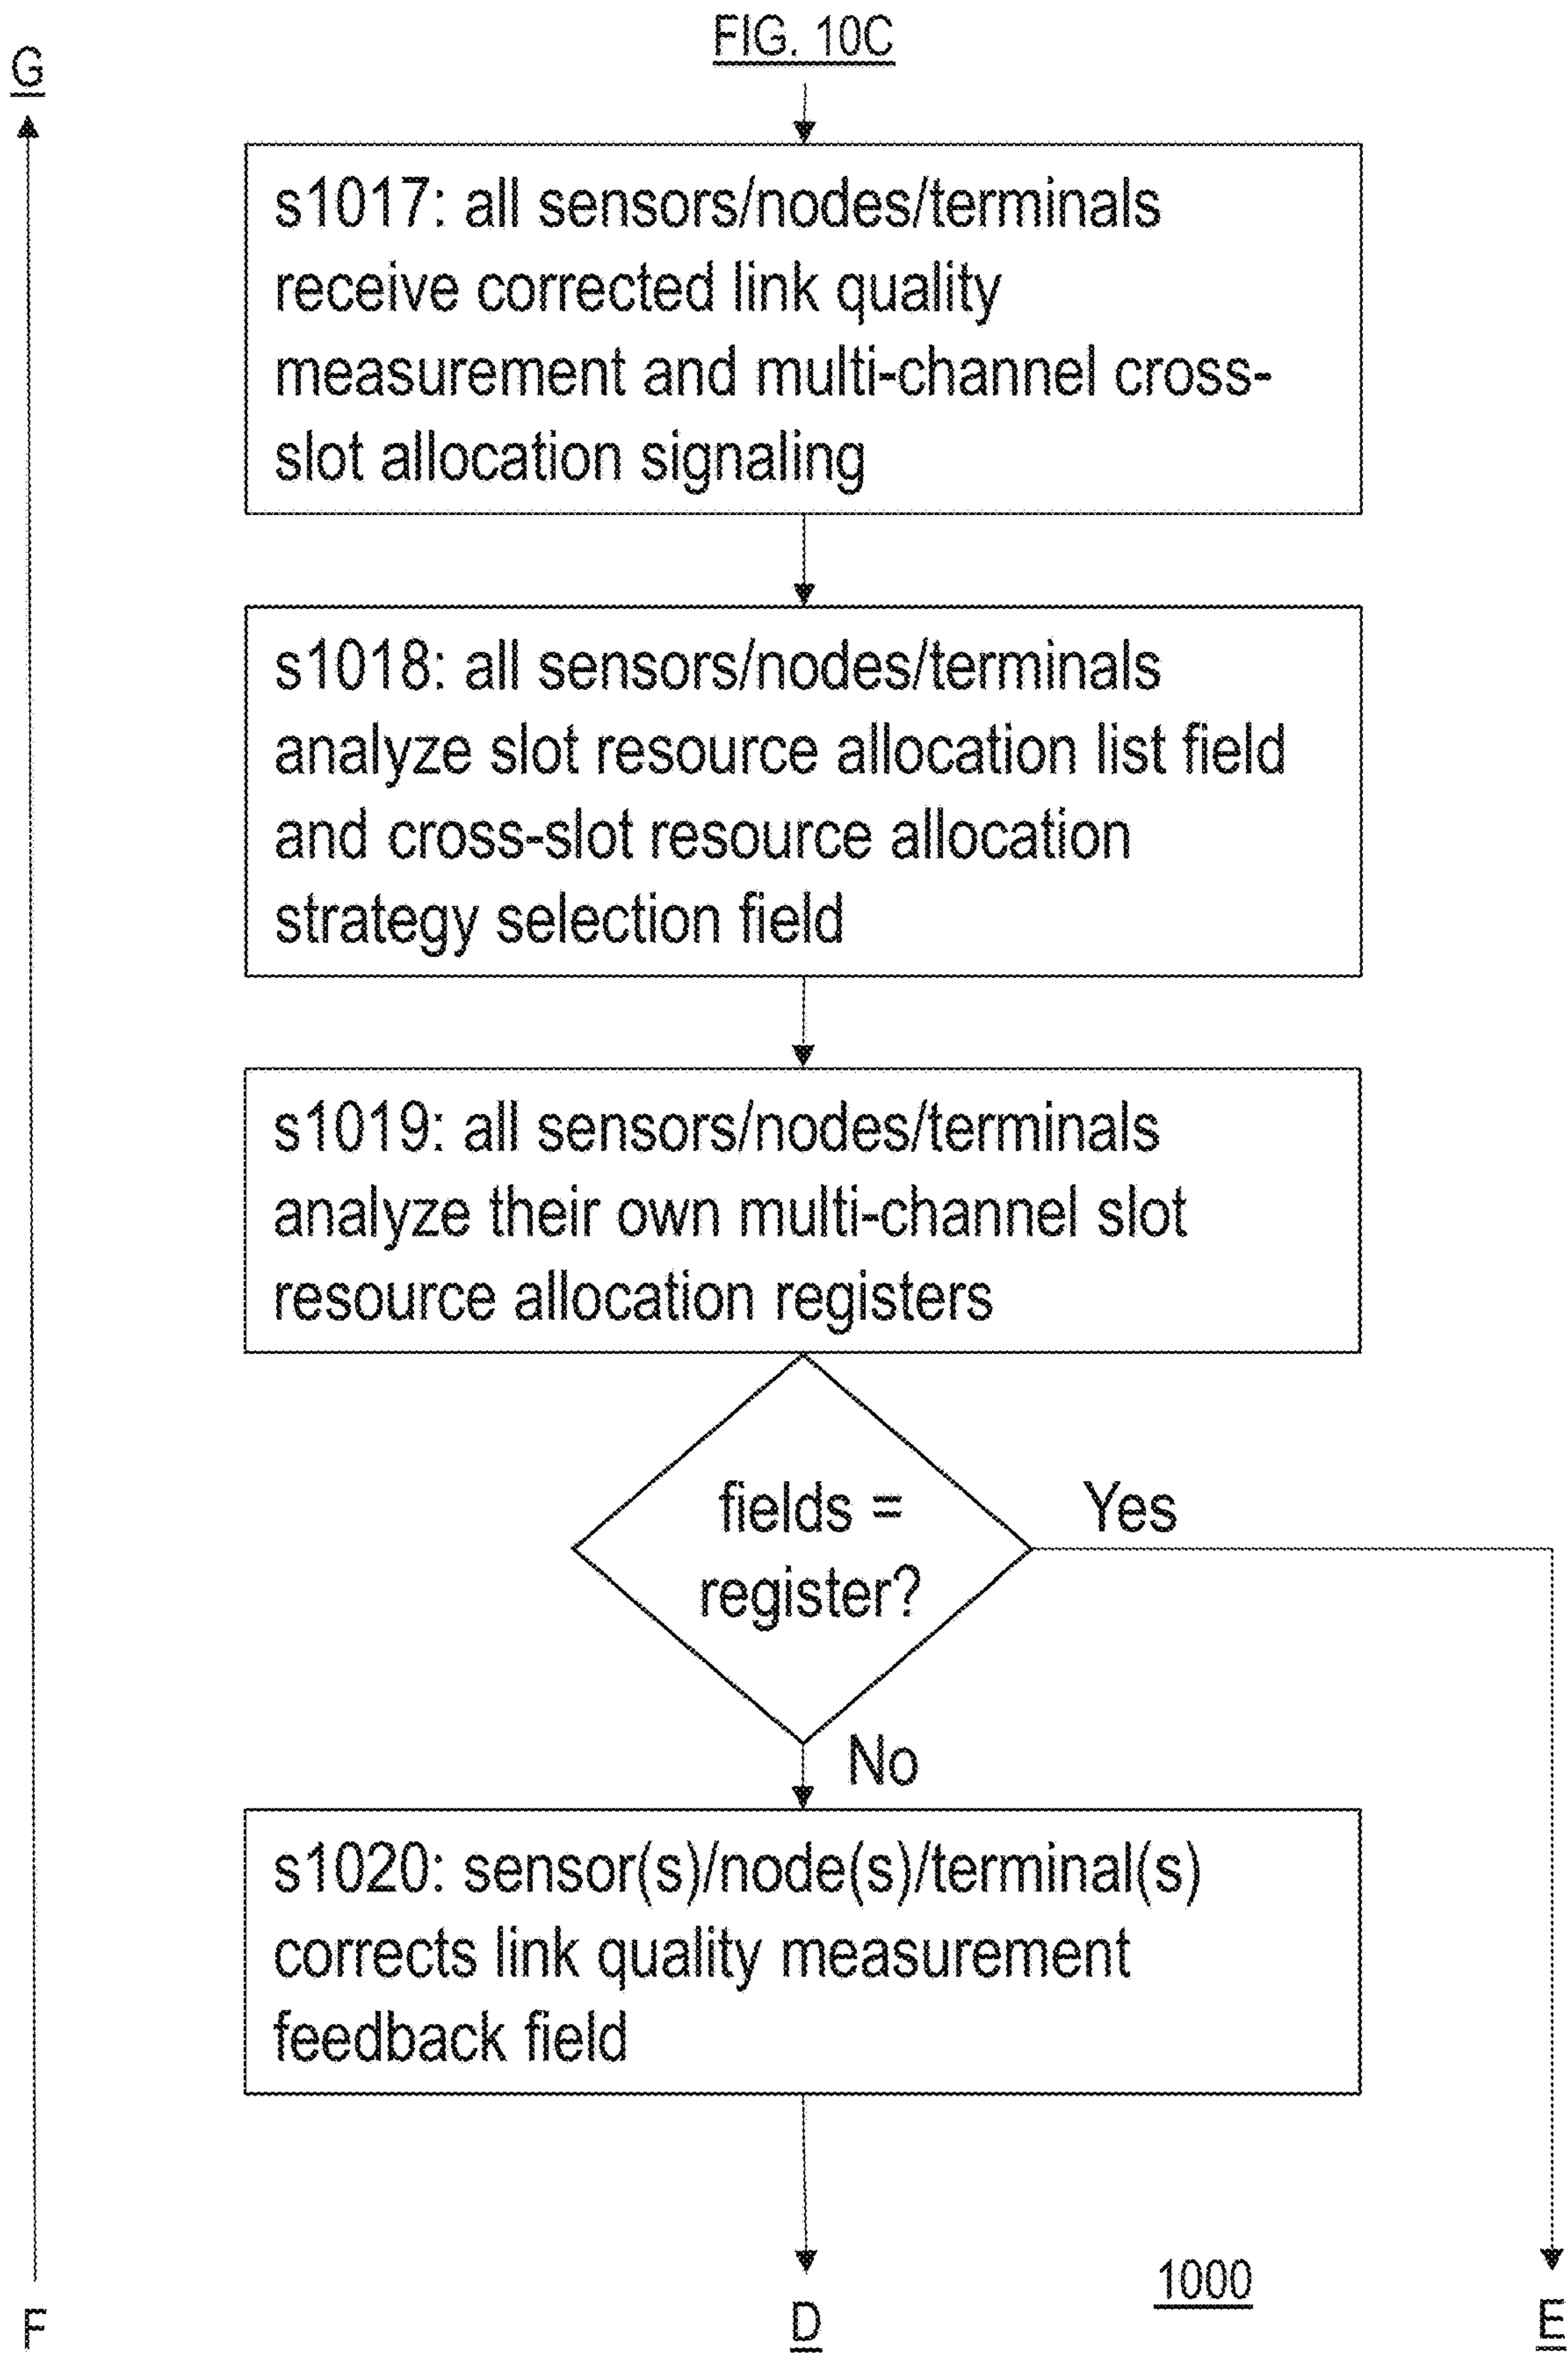 FIG. 10C
G
s1017: all sensors/nodes/terminals
receive corrected link quality
measurement and multi-channel cross-
slot allocation signaling
s1018: all sensors/nodes/terminals
analyze slot resource allocation list field
and cross-slot resource allocation
strategy selection field
s1019: all sensors/nodes/terminals
analyze their own multi-channel slot
resource allocation registers
fields =
register?
Yes
No
s1020: sensor(s)/node(s)/terminal(s)
corrects link quality measurement
feedback field
1000
F
D
E